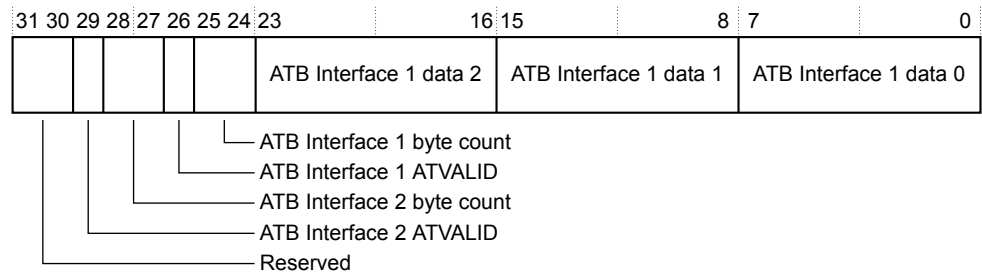 31 30 29 28 27 26 25 24 23 16 15 8 7 0
ATB Interface 1 data 2 ATB Interface 1 data 1 ATB Interface 1 data 0
ATB Interface 1 byte count
ATB Interface 1 ATVALID
ATB Interface 2 byte count
ATB Interface 2 ATVALID
Reserved